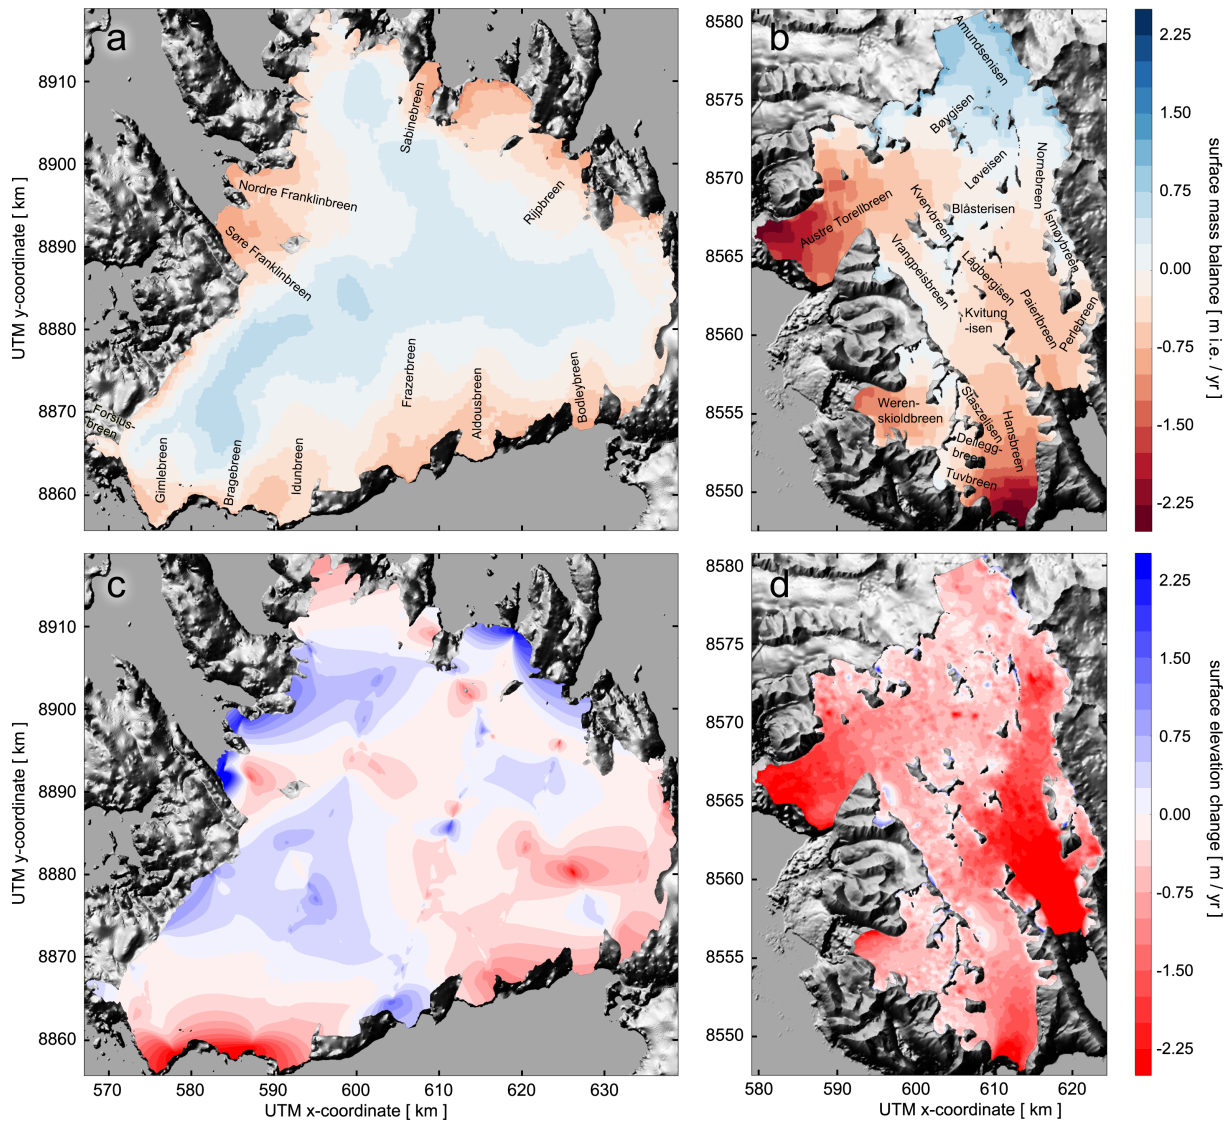 a
8910
8900
8890
8880
8870
8860
UTM y-coordinate [ km ]
Sabinebreen
Nordre Franklinbreen
Rijpbreen
Søre Franklinbreen
Frazerbreen
Aldousbreen
Bodleybreen
Forsius-
breen
Gimlebreen
Bragebreen
Idunbreen
b
8580
8575
8570
8565
8560
8555
8550
Amundsenisen
Bøygisen
Løveisen
Nornebreen
Austre Torellbreen
Kvervbreen
Blåsterisen
Ismøybreen
Vrangpeisbreen
Lågbergisen
Kvitung
-isen
Paierlbreen
Perlebreen
Weren-
skioldbreen
Staszelisen
Deilegg-
breen
Hansbreen
Tuvbreen
2.25
1.50
0.75
0.00
-0.75
-1.50
-2.25
surface mass balance [ m i.e. / yr ]
c
8910
8900
8890
8880
8870
8860
UTM y-coordinate [ km ]
570
580
590
600
610
620
630
UTM x-coordinate [ km ]
d
8580
8575
8570
8565
8560
8555
8550
580
590
600
610
620
UTM x-coordinate [ km ]
2.25
1.50
0.75
0.00
-0.75
-1.50
-2.25
surface elevation change [ m / yr ]